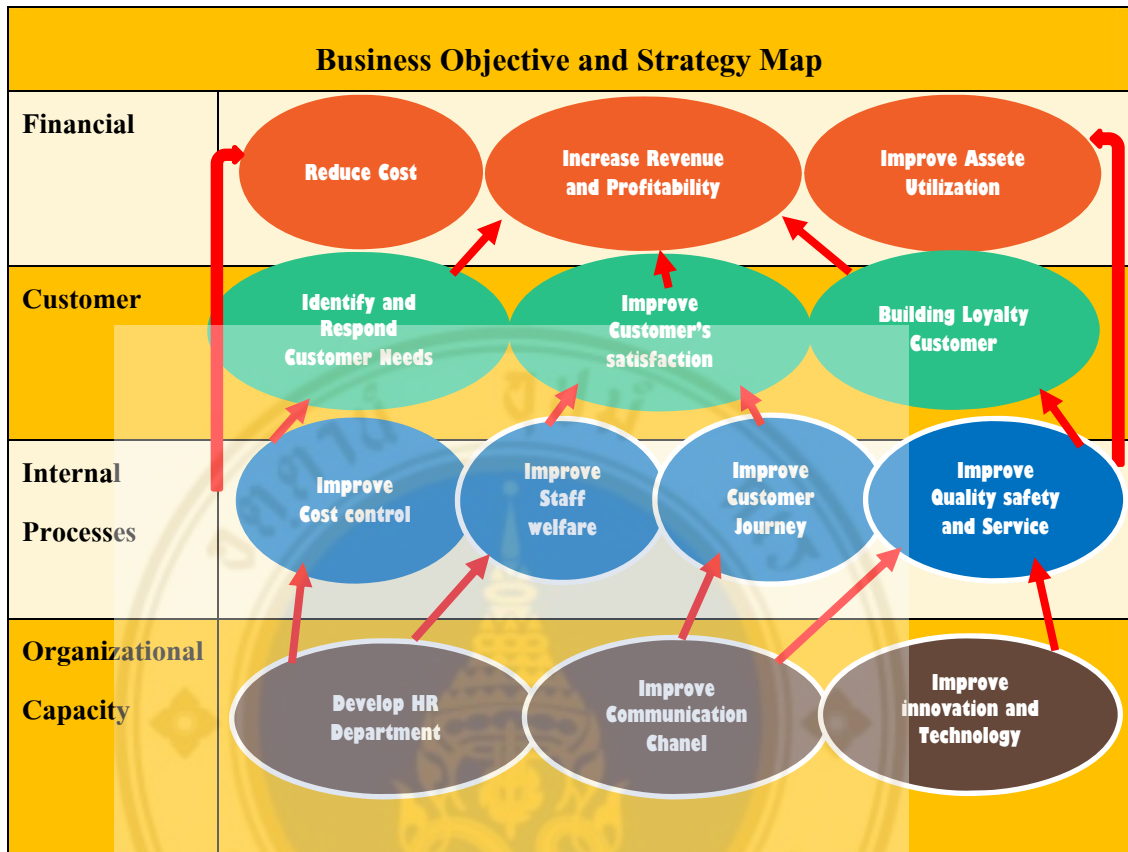 Business Objective and Strategy Map
Financial
Reduce Cost
Increase Revenue
and Profitability
Improve Assete
Utilization
Customer
Identify and
Respond
Customer Needs
Improve
Customer's
satisfaction
Building Loyalty
Customer
Internal
Processes
Improve
Cost control
Improve
Staff
welfare
Improve
Customer
Journey
Improve
Quality safety
and Service
Organizational
Capacity
Develop HR
Department
Improve
Communication
Chanel
Improve
innovation and
Technology